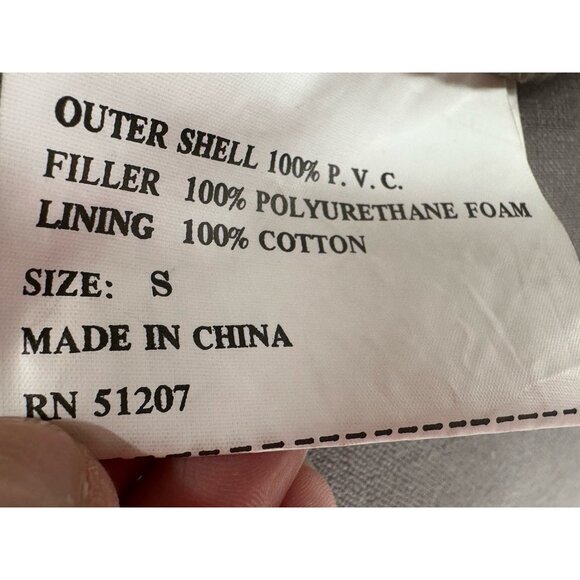 OUTER SHELL 100% P. V. C.
FILLER 100% POLYURETHANE FOAM
LINING 100% COTTON
SIZE: S
MADE IN CHINA
RN 51207